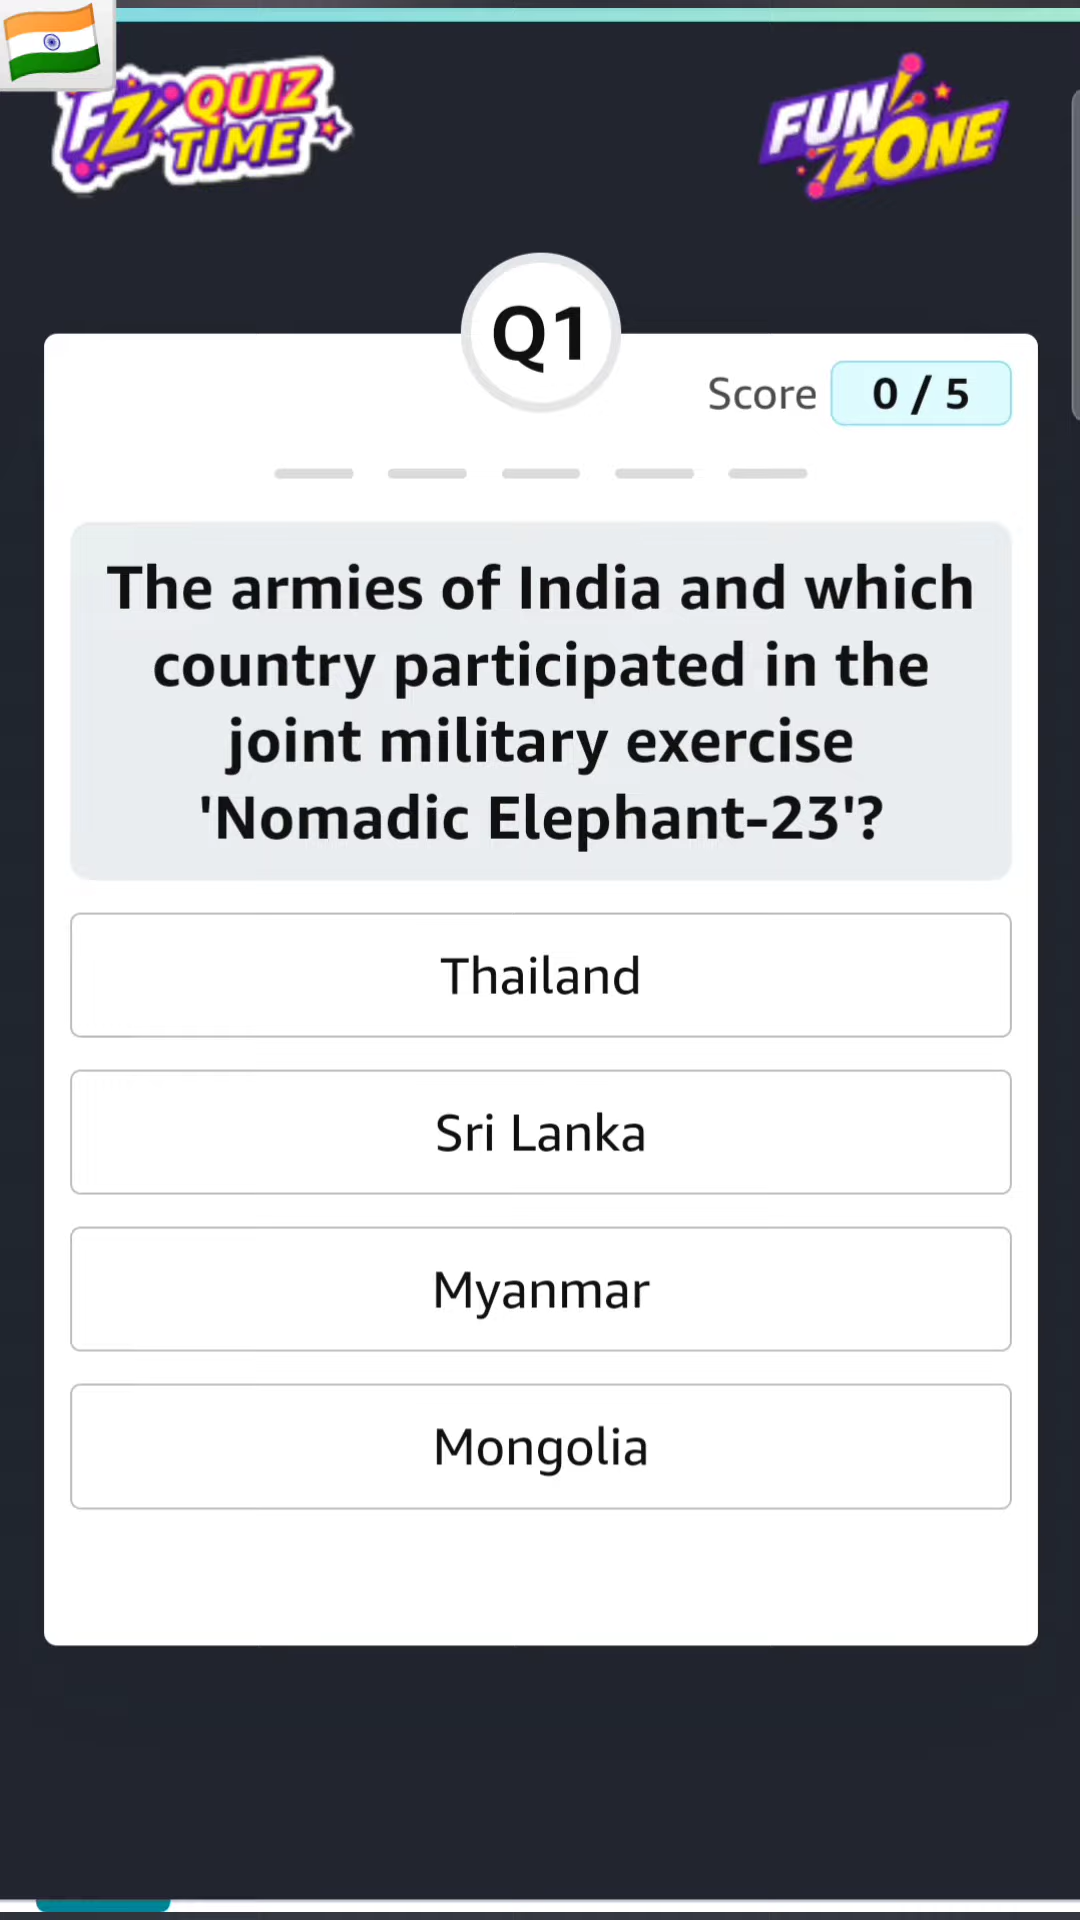 FZ QUIZ TIME
FUN ZONE
Q1
Score 0 / 5
The armies of India and which
country participated in the
joint military exercise
'Nomadic Elephant-23'?
Thailand
Sri Lanka
Myanmar
Mongolia